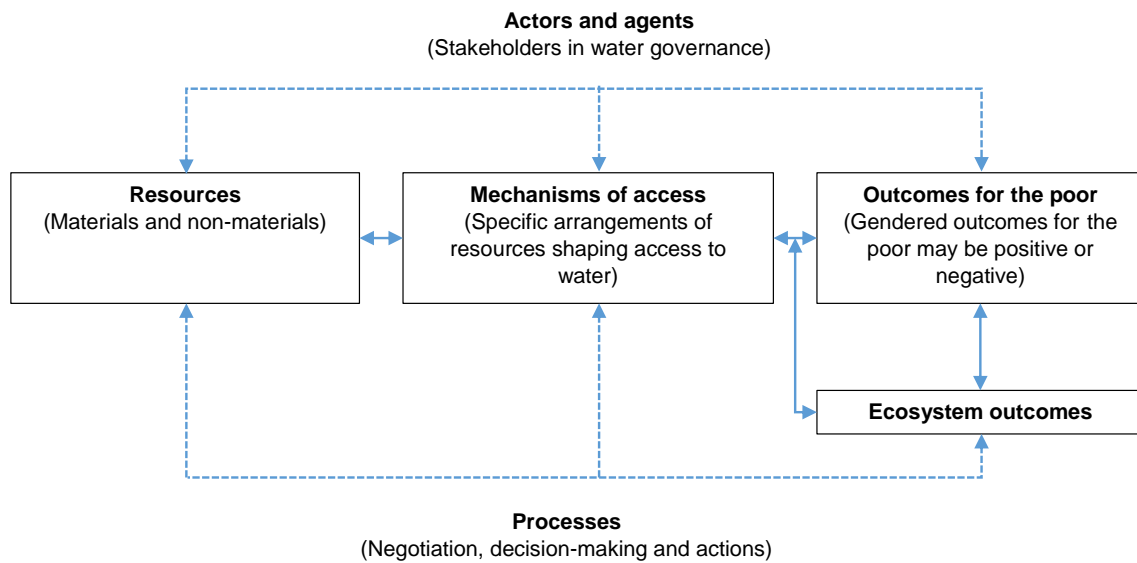 Actors and agents
(Stakeholders in water governance)
Resources
(Materials and non-materials)
Mechanisms of access
(Specific arrangements of
resources shaping access to
water)
Outcomes for the poor
(Gendered outcomes for the
poor may be positive or
negative)
Ecosystem outcomes
Processes
(Negotiation, decision-making and actions)